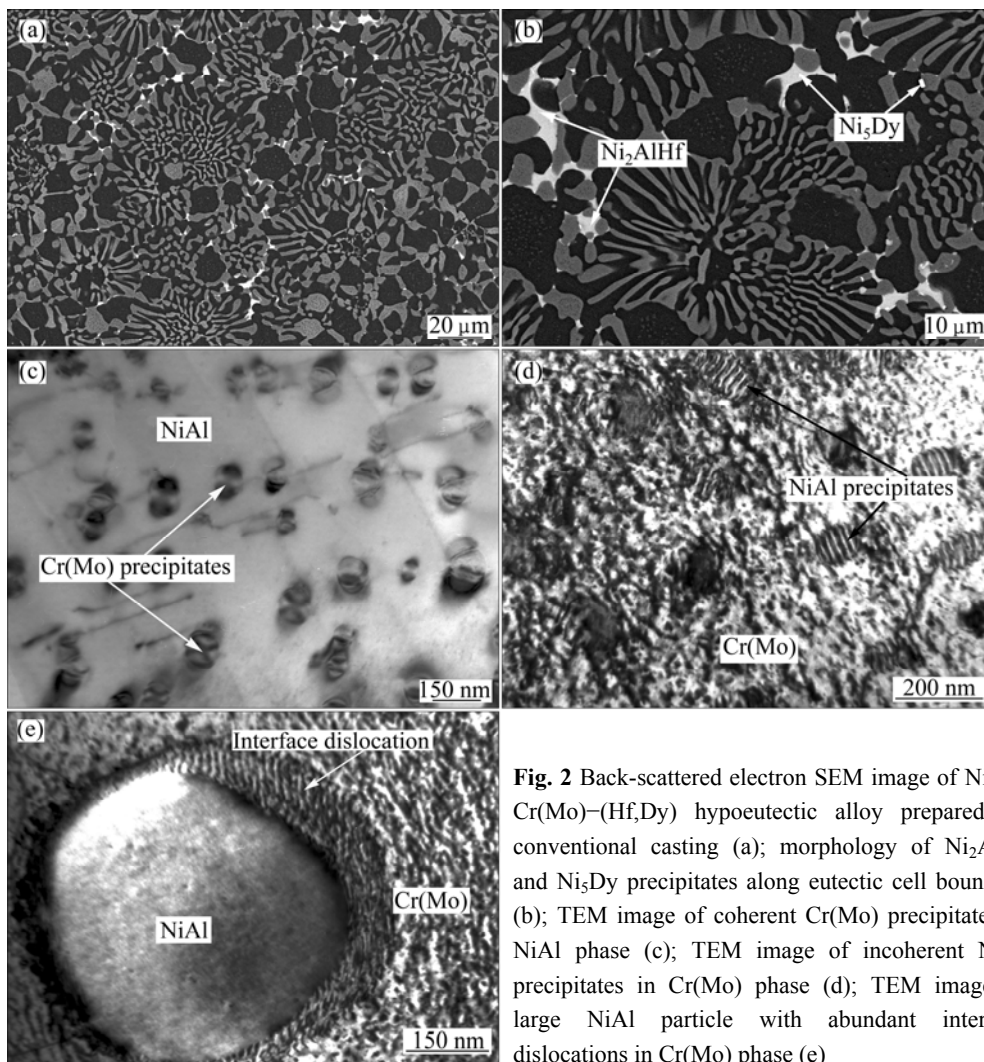 (a)
20 µm
(b)
Ni₅Dy
Ni₂AlHf
10 µm
(c)
NiAl
Cr(Mo) precipitates
150 nm
(d)
NiAl precipitates
Cr(Mo)
200 nm
(e)
Interface dislocation
Cr(Mo)
NiAl
150 nm
Fig. 2 Back-scattered electron SEM image of Ni
Cr(Mo)−(Hf,Dy) hypoeutectic alloy prepared
conventional casting (a); morphology of Ni₂A
and Ni₅Dy precipitates along eutectic cell bound
(b); TEM image of coherent Cr(Mo) precipitate
NiAl phase (c); TEM image of incoherent N
precipitates in Cr(Mo) phase (d); TEM image
large NiAl particle with abundant inter
dislocations in Cr(Mo) phase (e)